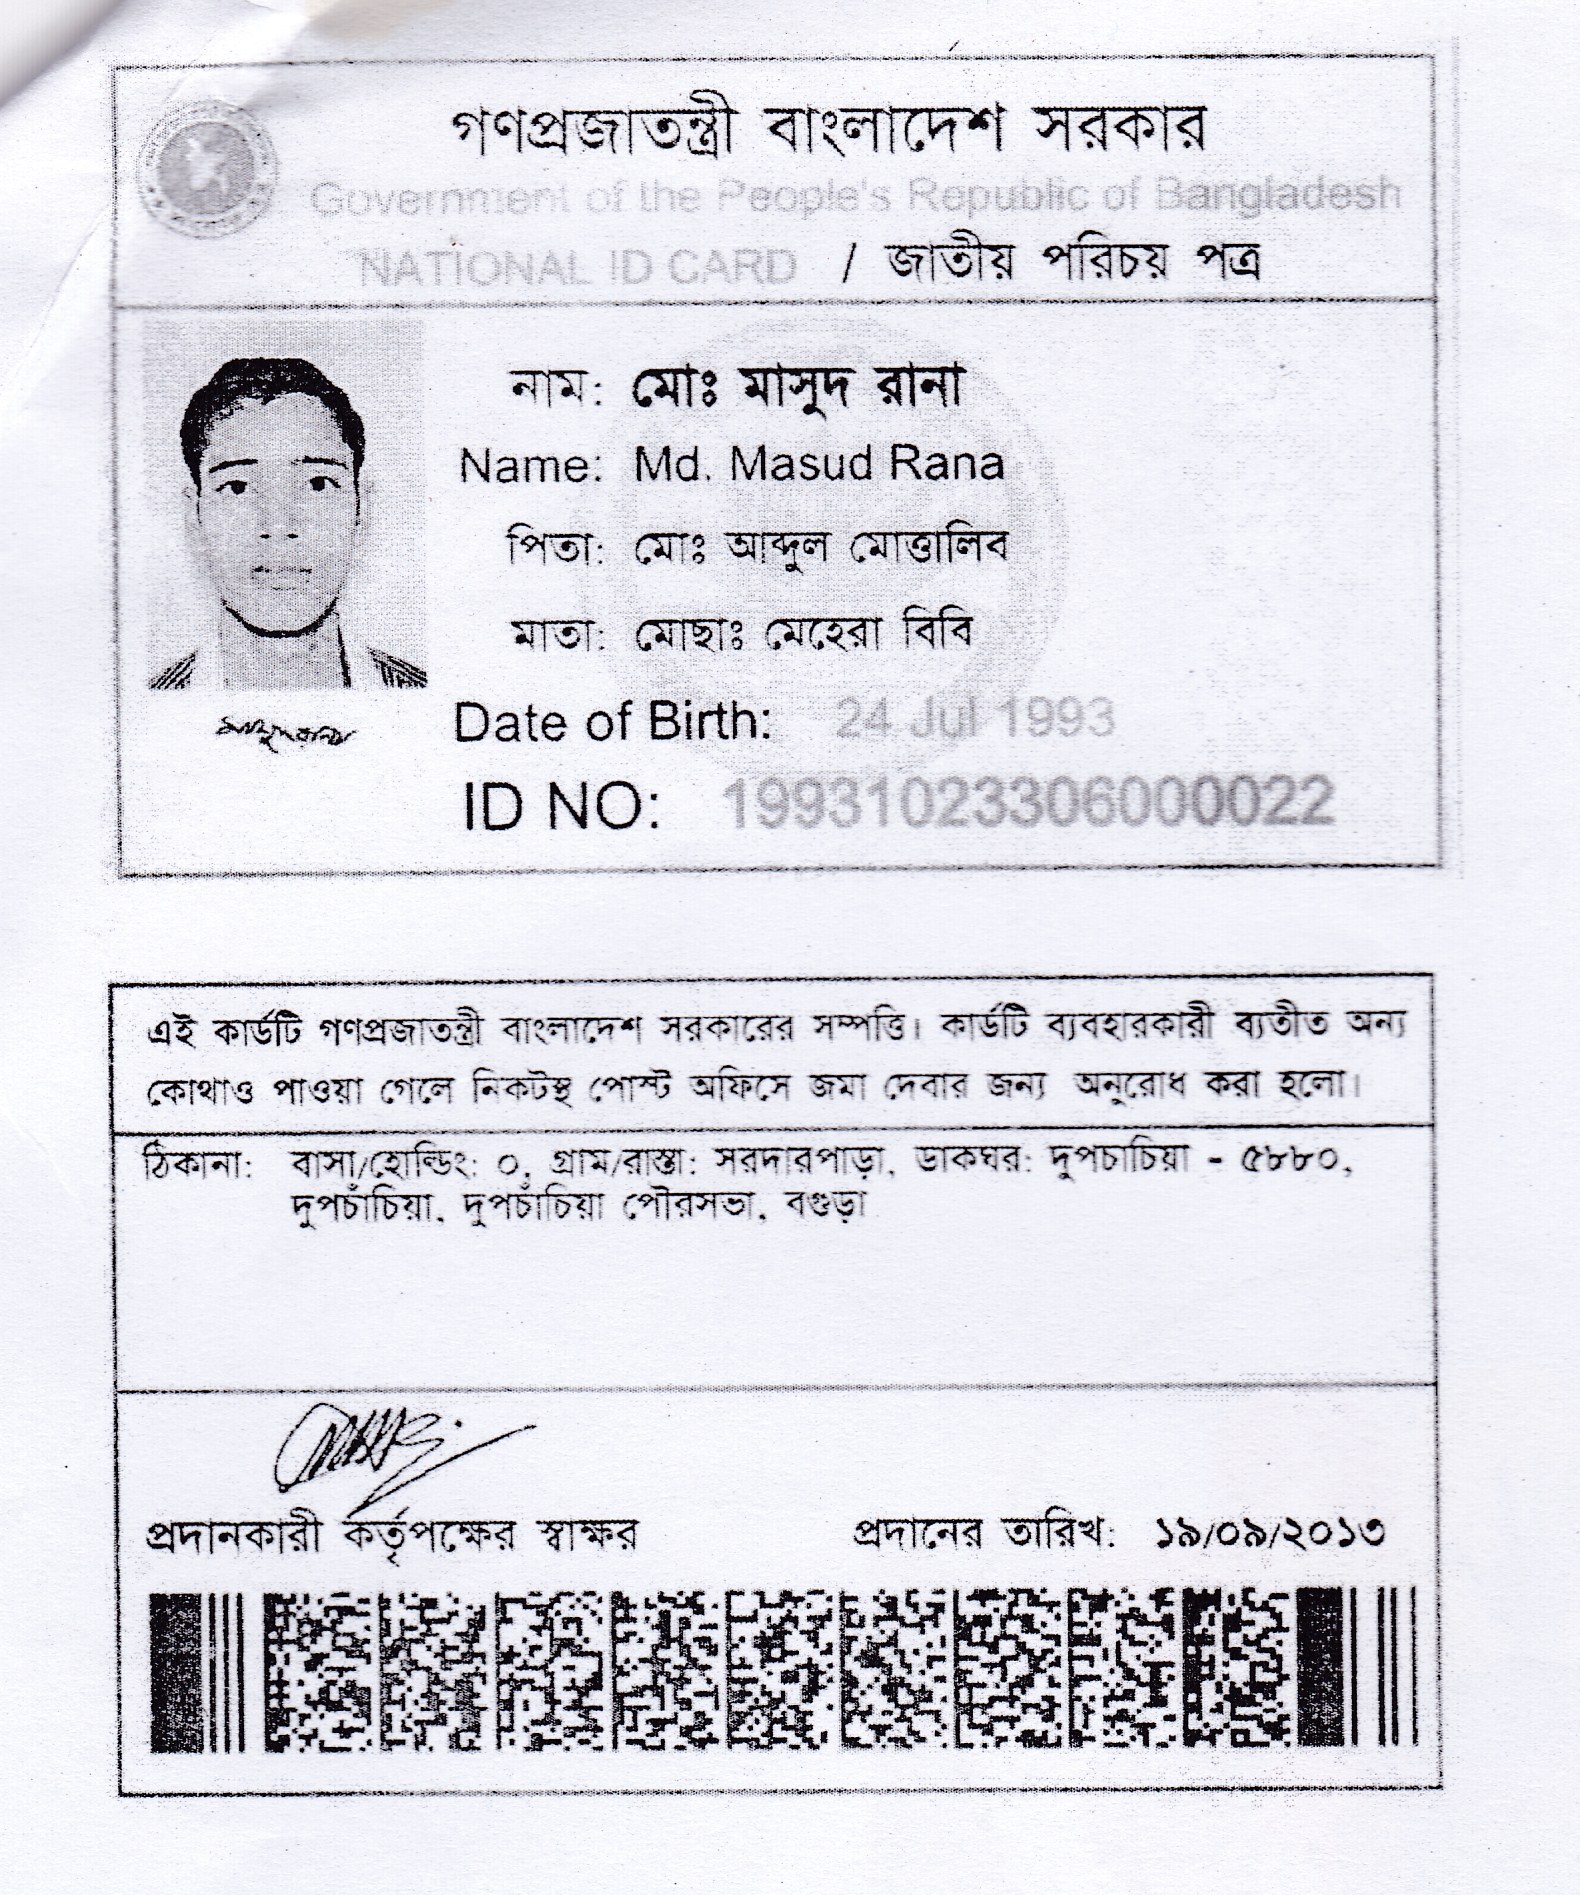 গণপ্রজাতন্ত্রী বাংলাদেশ সরকার
Government of the People's Republic of Bangladesh
NATIONAL ID CARD / জাতীয় পরিচয় পত্র
নাম: মোঃ মাসুদ রানা
Name: Md. Masud Rana
পিতা: মোঃ আব্দুল মোত্তালিব
মাতা: মোছাঃ মেহেরা বিবি
Date of Birth: 24 Jul 1993
ID NO: 19931023306000022
এই কার্ডটি গণপ্রজাতন্ত্রী বাংলাদেশ সরকারের সম্পত্তি। কার্ডটি ব্যবহারকারী ব্যতীত অন্য
কোথাও পাওয়া গেলে নিকটস্থ পোস্ট অফিসে জমা দেবার জন্য অনুরোধ করা হলো।
ঠিকানা: বাসা/হোল্ডিং: ০, গ্রাম/রাস্তা: সরদারপাড়া, ডাকঘর: দুপচাচিয়া - ৫৮৮০,
দুপচাঁচিয়া, দুপচাঁচিয়া পৌরসভা, বগুড়া
প্রদানকারী কর্তৃপক্ষের স্বাক্ষর প্রদানের তারিখ: ১৯/০৯/২০১৩